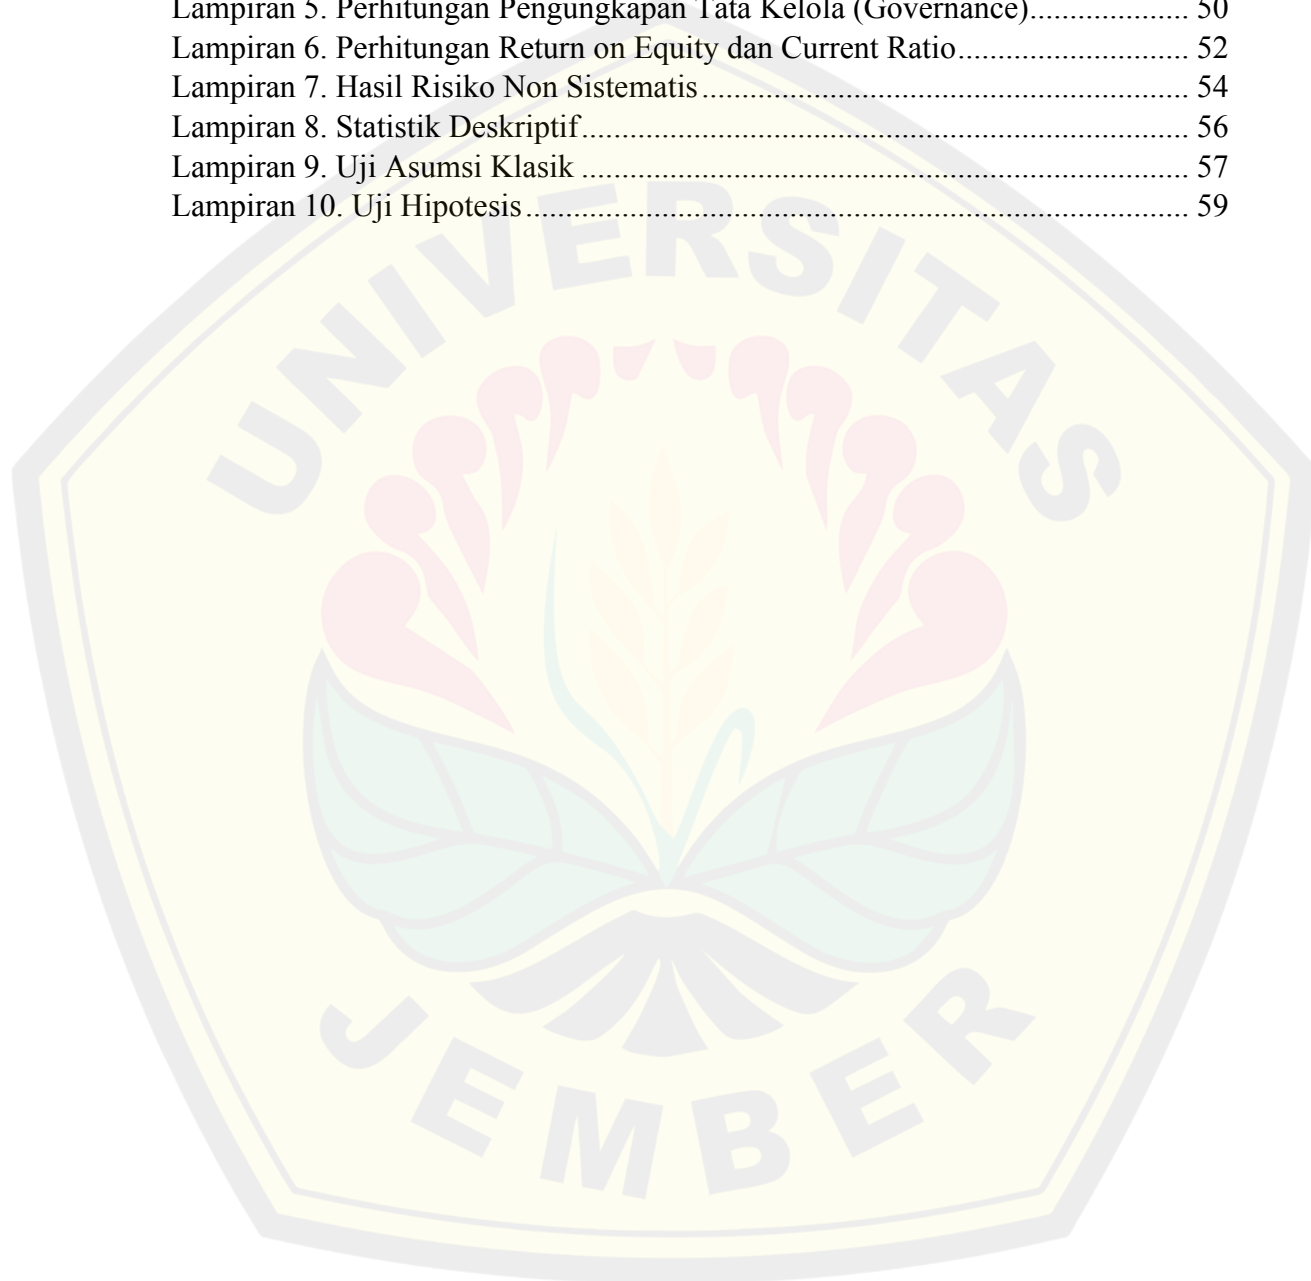 Lampiran 5. Perhitungan Pengungkapan Tata Kelola (Governance).................... 50
Lampiran 6. Perhitungan Return on Equity dan Current Ratio............................. 52
Lampiran 7. Hasil Risiko Non Sistematis............................................................. 54
Lampiran 8. Statistik Deskriptif............................................................................ 56
Lampiran 9. Uji Asumsi Klasik ............................................................................ 57
Lampiran 10. Uji Hipotesis................................................................................... 59
UNIVERSITAS
JEMBER